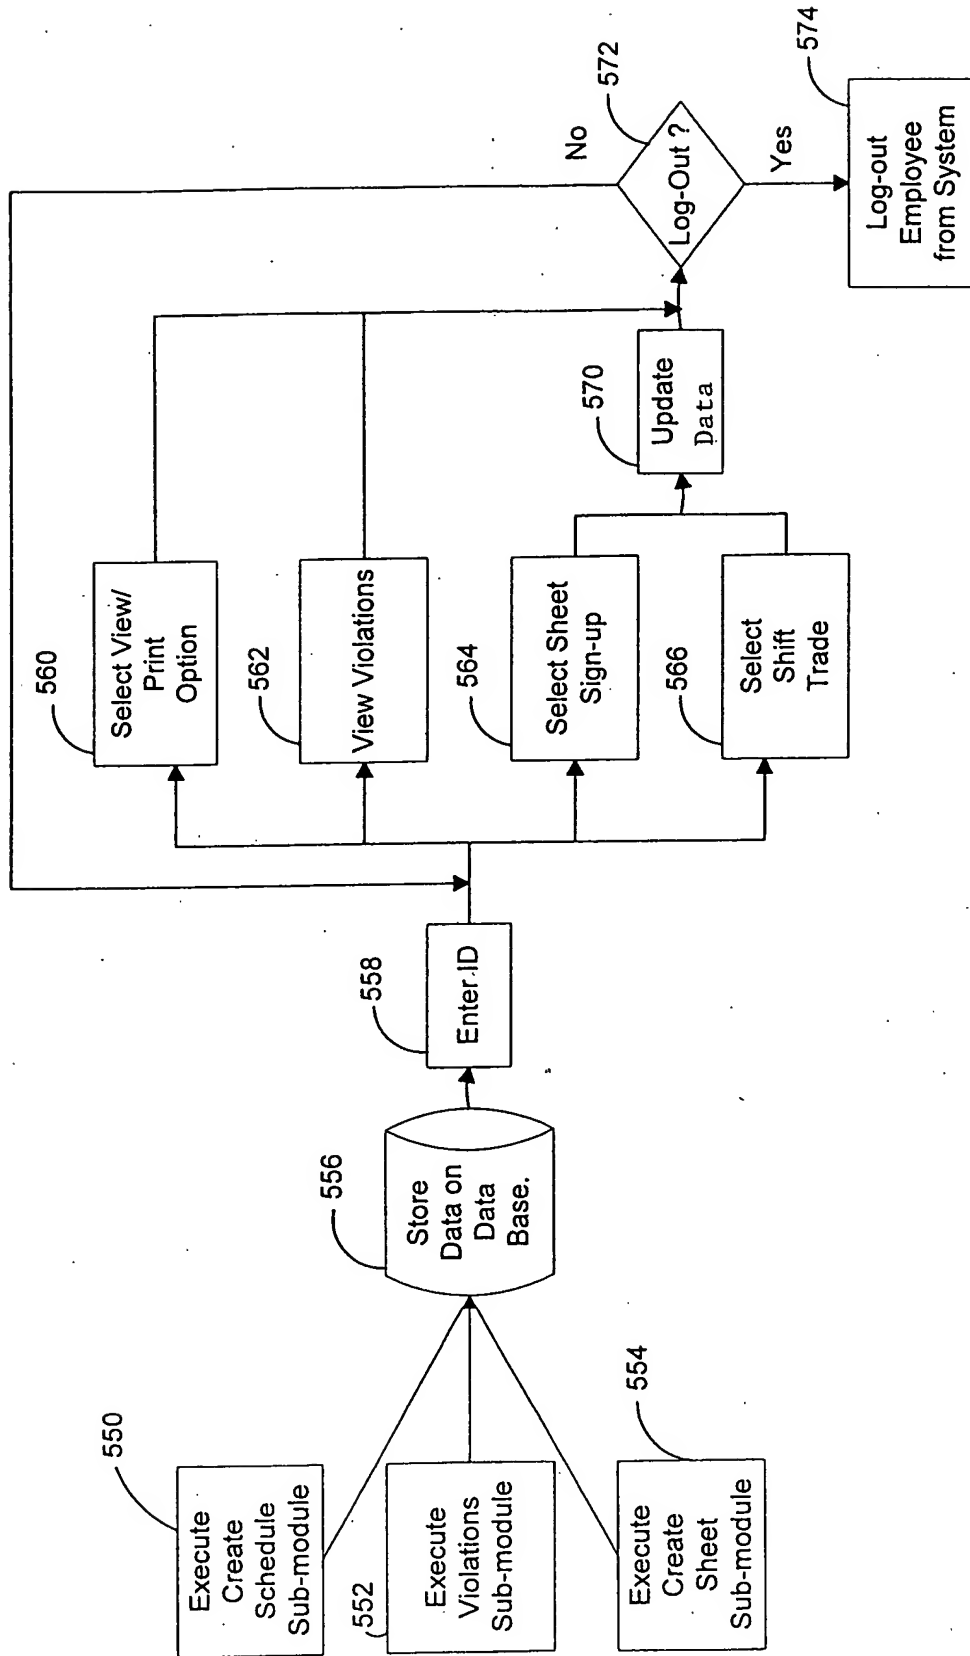 550
Execute
Create
Schedule
Sub-module
552
Execute
Violations
Sub-module
554
Execute
Create
Sheet
Sub-module
556
Store
Data on
Data
Base.
558
Enter ID
560
Select View/
Print
Option
562
View Violations
564
Select Sheet
Sign-up
566
Select
Shift
Trade
570
Update
Data
572
Log-Out ?
No
Yes
574
Log-out
Employee
from System